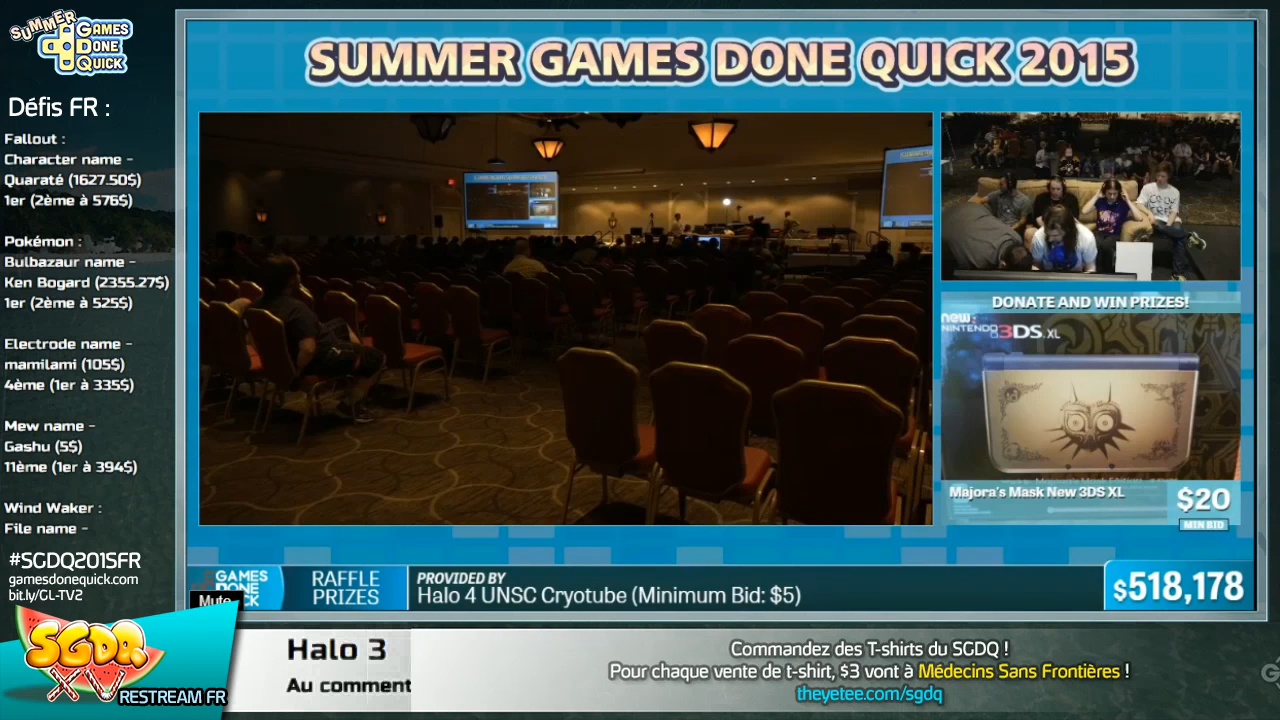 SUMMER
GAMES
DONE
QUICK
Défis FR :
Fallout :
Character name -
Quaraté (1627.50$)
1er (2ème à 576$)
Pokémon :
Bulbazaur name -
Ken Bogard (2355.27$)
1er (2ème à 525$)
Electrode name -
mamilami (105$)
4ème (1er à 335$)
Mew name -
Gashu (5$)
11ème (1er à 394$)
Wind Waker :
File name -
#SGDQ2015FR
gamesdonequick.com
bit.ly/GL-TV2
SUMMER GAMES DONE QUICK 2015
DONATE AND WIN PRIZES!
new
NINTENDO 3DS XL
Majora's Mask New 3DS XL
$20
MIN BID
GAMES
DONE
Mute
RAFFLE
PRIZES
PROVIDED BY
Halo 4 UNSC Cryotube (Minimum Bid: $5)
$518,178
SGDQ
XV
RESTREAM FR
Halo 3
Au comment
Commandez des T-shirts du SGDQ !
Pour chaque vente de t-shirt, $3 vont à Médecins Sans Frontières !
theyetee.com/sgdq